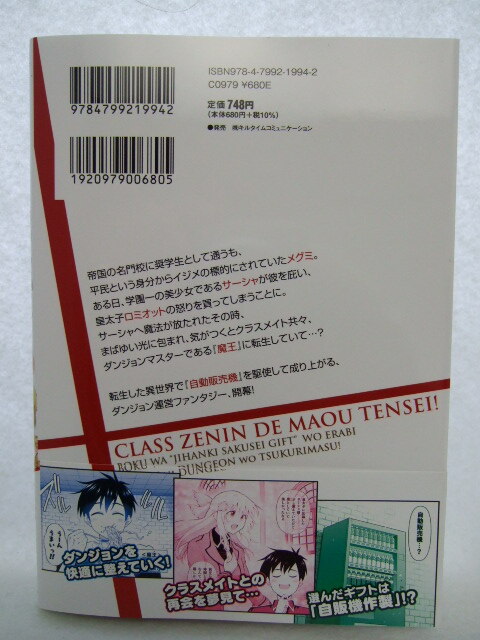 ISBN978-4-7992-1994-2
C0979 ¥680E
定価 748円
(本体680円+税10%)
●発売 ㈱キルタイムコミュニケーション
9784799219942
1920979006805
帝国の名門校に奨学生として通うも、
平民という身分からイジメの標的にされていたメグミ。
ある日、学園一の美少女であるサーシャが彼を庇い、
皇太子ロミオットの怒りを買ってしまうことに。
サーシャへ魔法が放たれたその時、
まばゆい光に包まれ、気がつくとクラスメイト共々、
ダンジョンマスターである『魔王』に転生していて…?
転生した異世界で『自動販売機』を駆使して成り上がる、
ダンジョン運営ファンタジー、開幕!
CLASS ZENIN DE MAOU TENSEI!
BOKU WA "JIHANKI SAKUSEI GIFT" WO ERABI
DUNGEON wo TSUKURIMASU!
自動販売機…?
ダンジョンを
快適に整えていく!
クラスメイトとの
再会を夢見て…
選んだギフトは
「自販機作製」!?